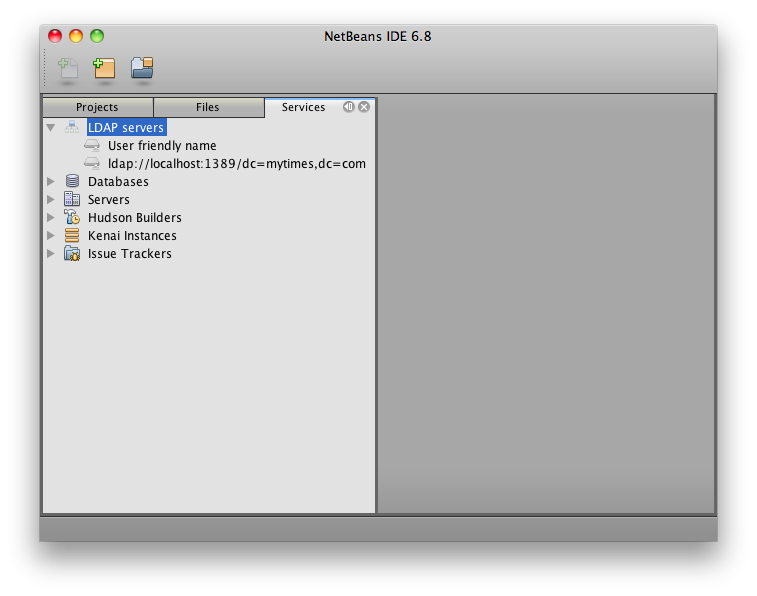 NetBeans IDE 6.8
Projects Files Services
LDAP servers
User friendly name
ldap://localhost:1389/dc=mytimes,dc=com
Databases
Servers
Hudson Builders
Kenai Instances
Issue Trackers